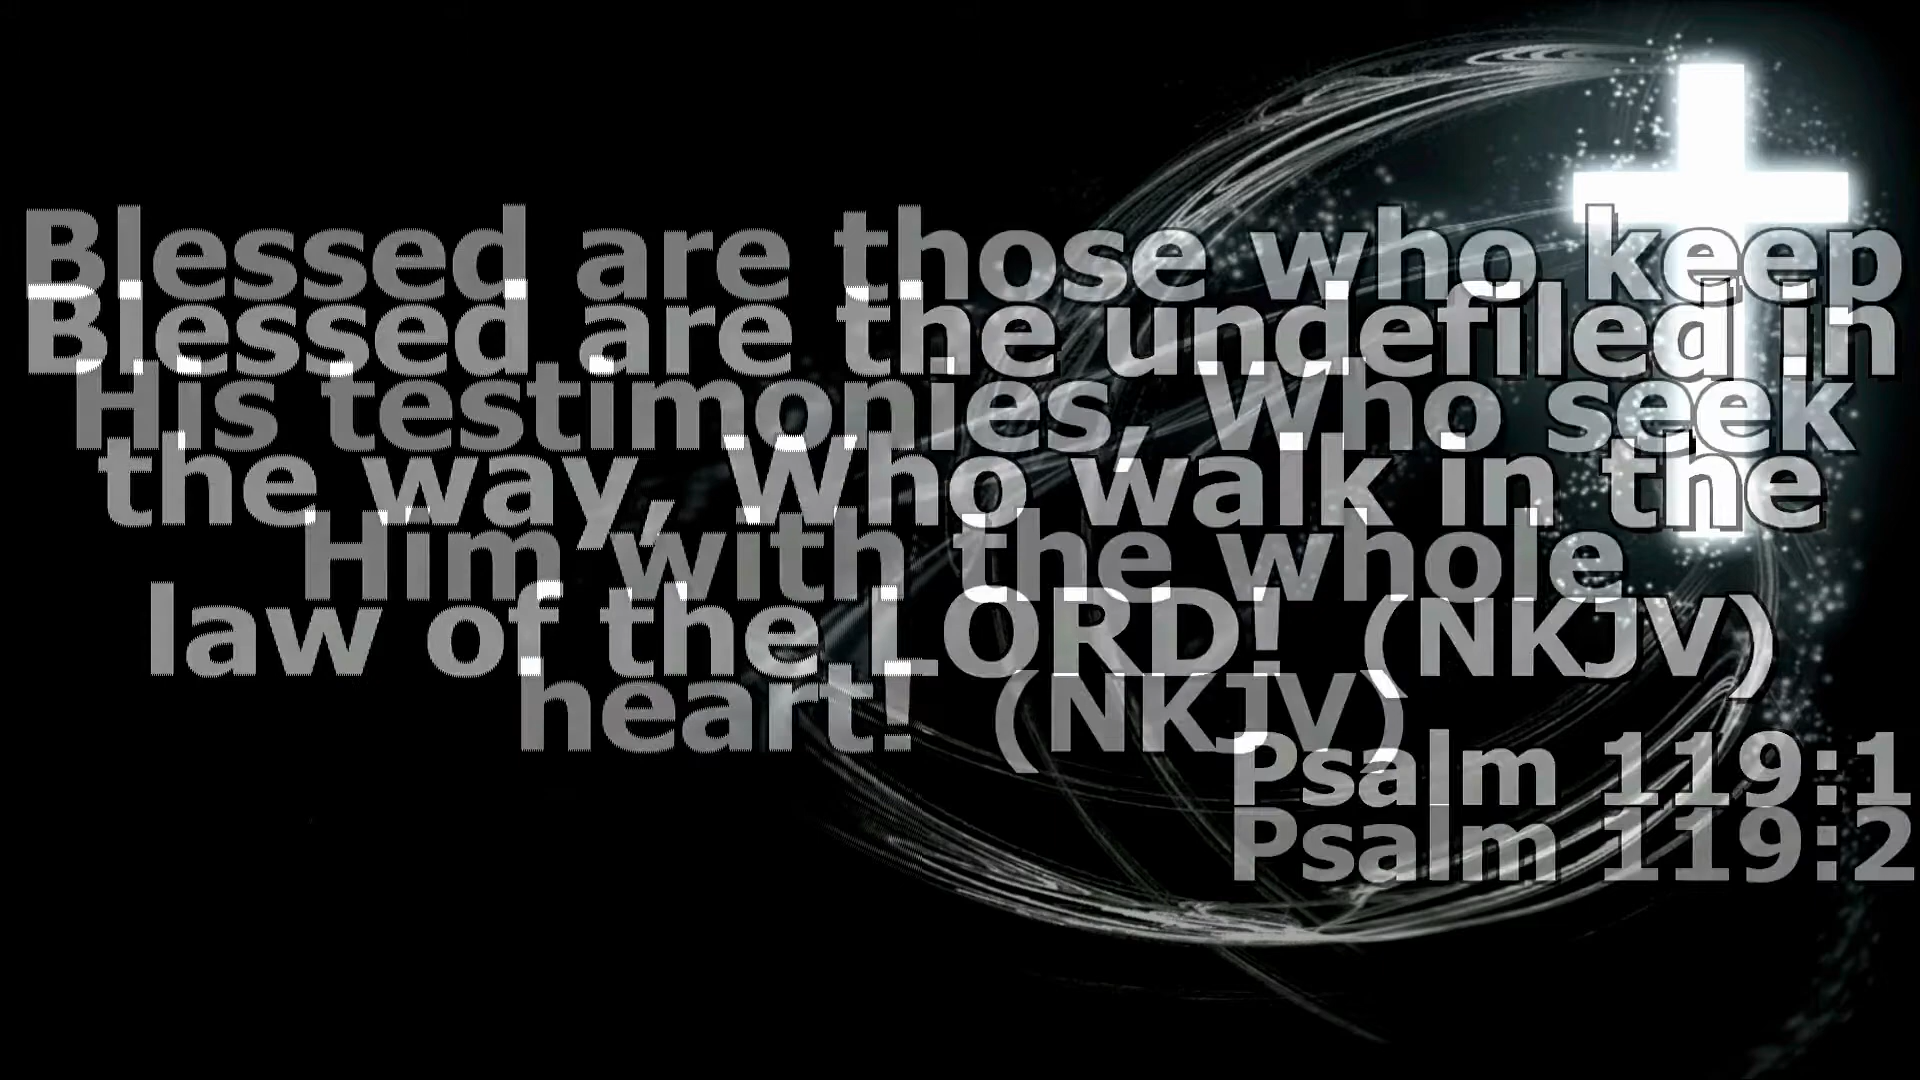 Blessed are those who keep
Blessed are the undefiled in
His testimonies, Who seek
the way, Who walk in the
Him with the whole
law of the LORD! (NKJV)
heart! (NKJV)
Psalm 119:1
Psalm 119:2